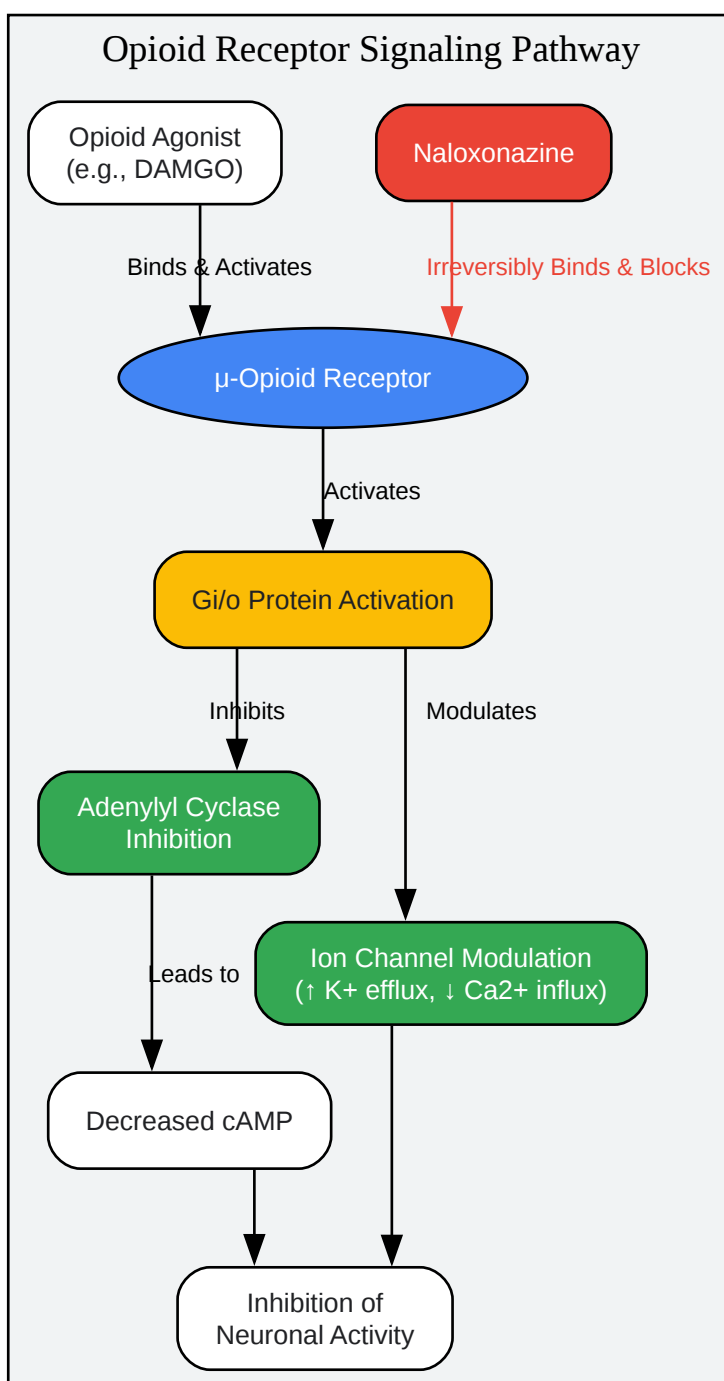 Opioid Receptor Signaling Pathway
Opioid Agonist
(e.g., DAMGO)
Naloxonazine
Binds & Activates
Irreversibly Binds & Blocks
μ-Opioid Receptor
Activates
Gi/o Protein Activation
Inhibits
Modulates
Adenylyl Cyclase
Inhibition
Ion Channel Modulation
(↑ K+ efflux, ↓ Ca2+ influx)
Leads to
Decreased cAMP
Inhibition of
Neuronal Activity